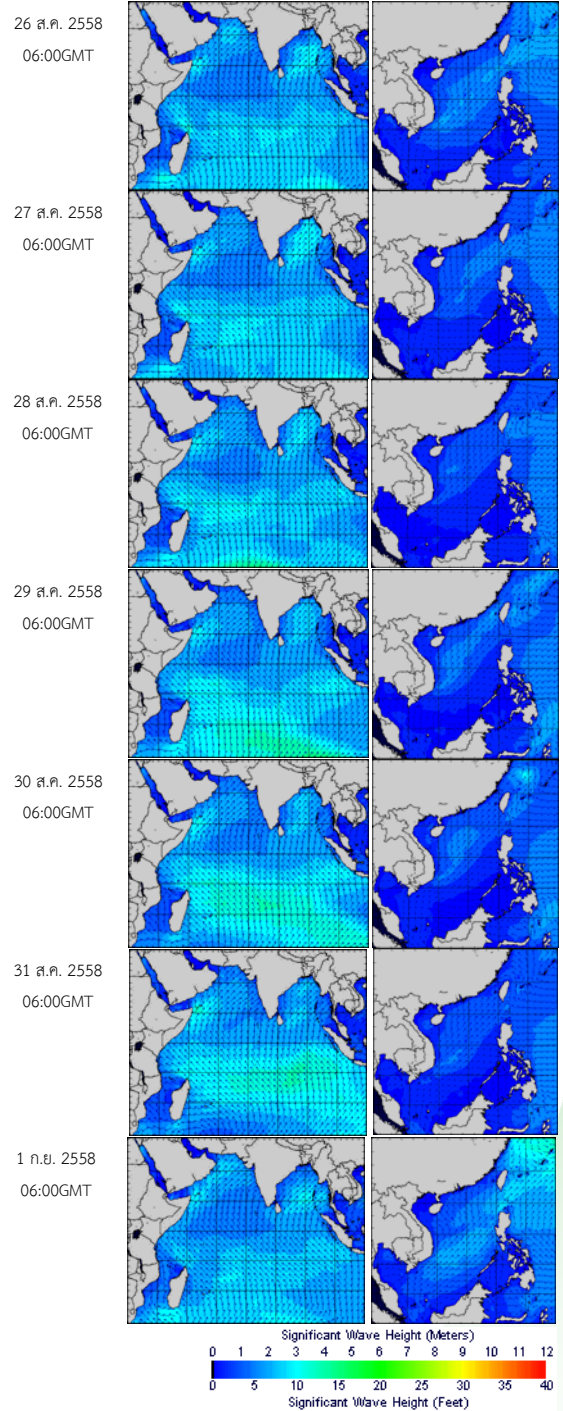 26 ส.ค. 2558
06:00GMT
27 ส.ค. 2558
06:00GMT
28 ส.ค. 2558
06:00GMT
29 ส.ค. 2558
06:00GMT
30 ส.ค. 2558
06:00GMT
31 ส.ค. 2558
06:00GMT
1 ก.ย. 2558
06:00GMT
Significant Wave Height (Meters)
0 1 2 3 4 5 6 7 8 9 10 11 12
0 5 10 15 20 25 30 35 40
Significant Wave Height (Feet)